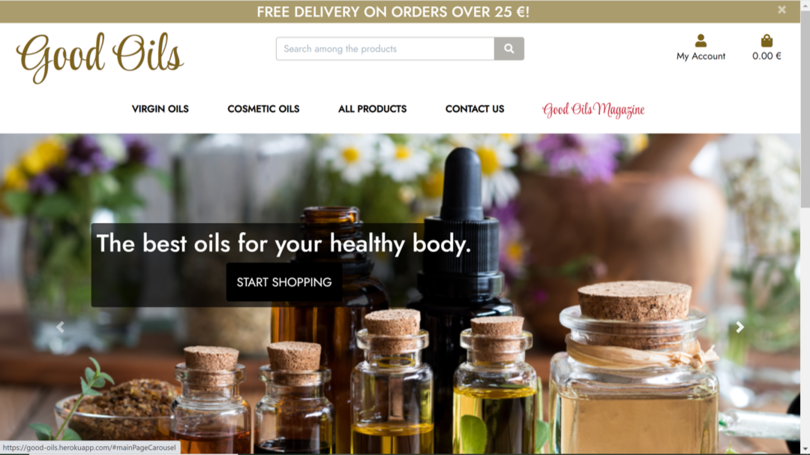 FREE DELIVERY ON ORDERS OVER 25 €!
Good Oils
Search among the products
My Account
0.00 €
VIRGIN OILS
COSMETIC OILS
ALL PRODUCTS
CONTACT US
Good Oils Magazine
The best oils for your healthy body.
START SHOPPING
https://good-oils.herokuapp.com/#mainPageCarousel